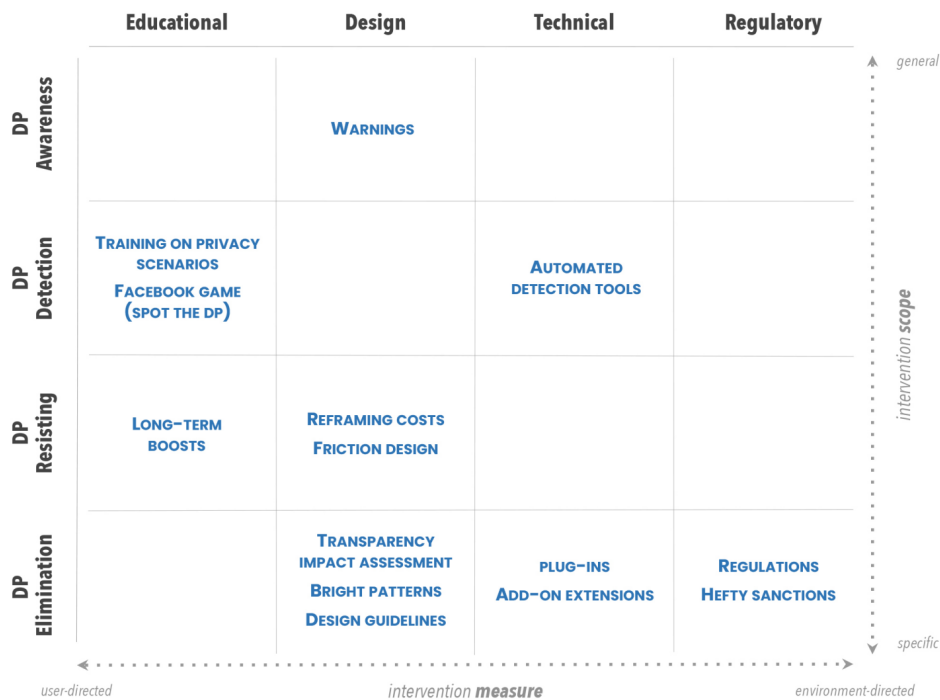 Educational Design Technical Regulatory
general
DP Awareness
WARNINGS
DP Detection
TRAINING ON PRIVACY
SCENARIOS
FACEBOOK GAME
(SPOT THE DP)
AUTOMATED
DETECTION TOOLS
intervention scope
DP Resisting
LONG-TERM
BOOSTS
REFRAMING COSTS
FRICTION DESIGN
DP Elimination
TRANSPARENCY
IMPACT ASSESSMENT
BRIGHT PATTERNS
DESIGN GUIDELINES
PLUG-INS
ADD-ON EXTENSIONS
REGULATIONS
HEFTY SANCTIONS
specific
user-directed
intervention measure
environment-directed